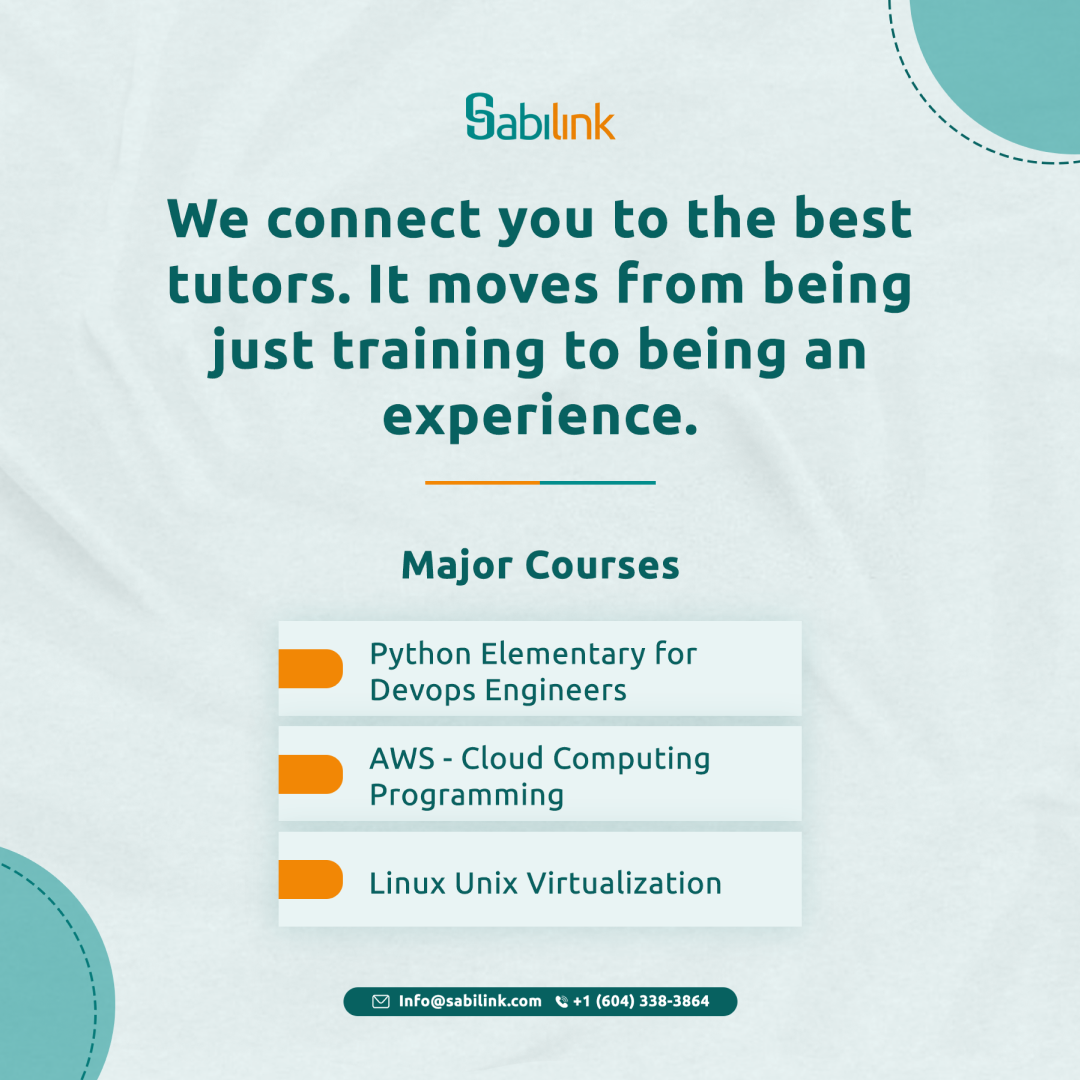 Sabilink
We connect you to the best
tutors. It moves from being
just training to being an
experience.
Major Courses
Python Elementary for
Devops Engineers
AWS - Cloud Computing
Programming
Linux Unix Virtualization
Info@sabilink.com +1 (604) 338-3864